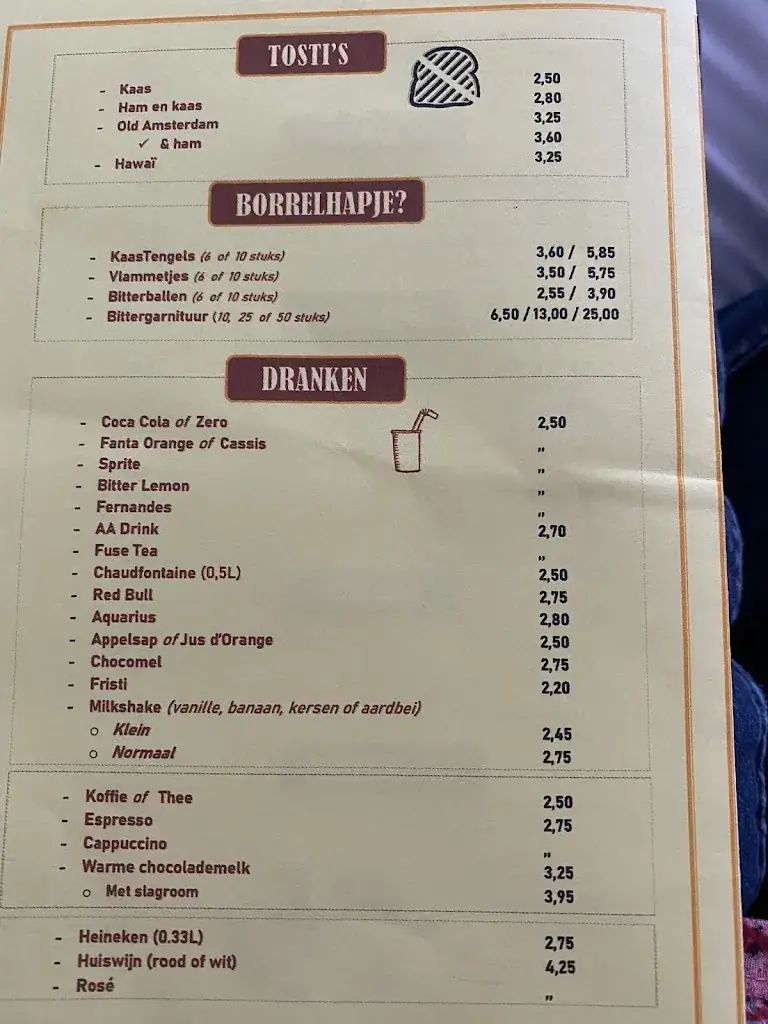 TOSTI'S
- Kaas 2,50
- Ham en kaas 2,80
- Old Amsterdam 3,25
✓ & ham 3,60
- Hawaï 3,25
BORRELHAPJE?
- KaasTengels (6 of 10 stuks) 3,60 / 5,85
- Vlammetjes (6 of 10 stuks) 3,50 / 5,75
- Bitterballen (6 of 10 stuks) 2,55 / 3,90
- Bittergarnituur (10, 25 of 50 stuks) 6,50 / 13,00 / 25,00
DRANKEN
- Coca Cola of Zero 2,50
- Fanta Orange of Cassis ,,
- Sprite ,,
- Bitter Lemon ,,
- Fernandes ,,
- AA Drink 2,70
- Fuse Tea ,,
- Chaudfontaine (0,5L) 2,50
- Red Bull 2,75
- Aquarius 2,80
- Appelsap of Jus d'Orange 2,50
- Chocomel 2,75
- Fristi 2,20
- Milkshake (vanille, banaan, kersen of aardbei)
o Klein 2,45
o Normaal 2,75
- Koffie of Thee 2,50
- Espresso 2,75
- Cappuccino ,,
- Warme chocolademelk 3,25
o Met slagroom 3,95
- Heineken (0.33L) 2,75
- Huiswijn (rood of wit) 4,25
- Rosé ,,